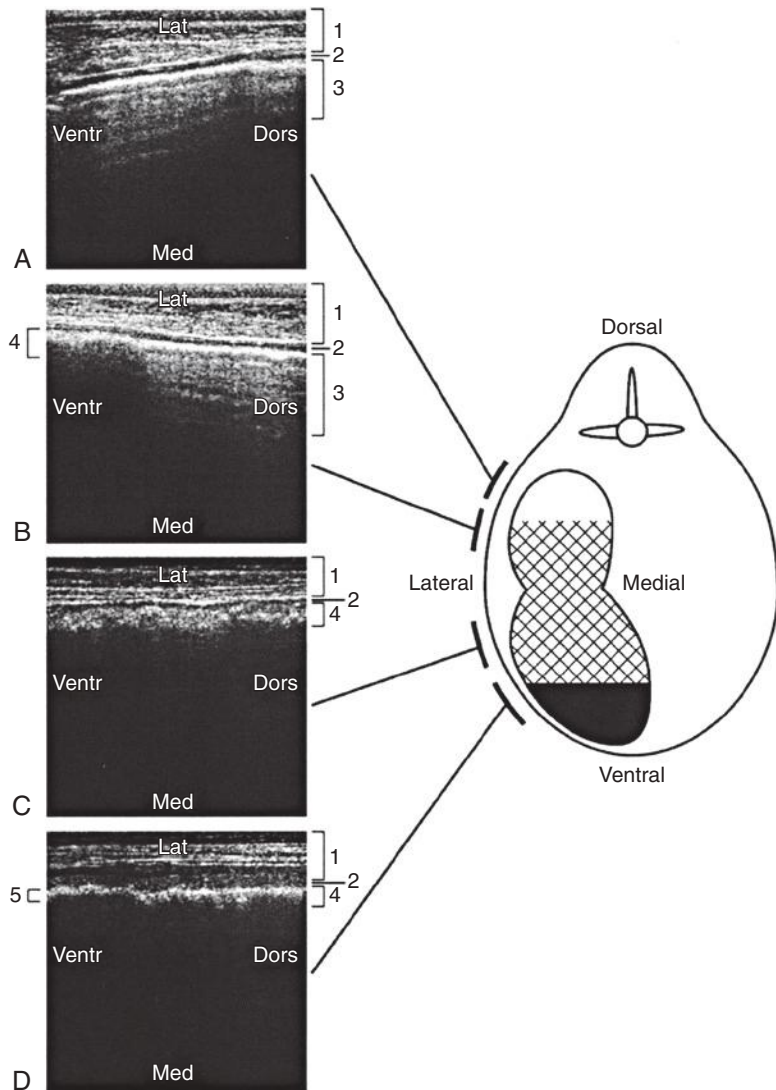 Lat
1
2
3
Ventr
Dors
Med
A
Lat
1
4
2
3
Ventr
Dors
Med
B
Lat
1
2
4
Ventr
Dors
Med
C
Lat
1
2
5
4
Ventr
Dors
Med
D
Dorsal
Lateral
Medial
Ventral